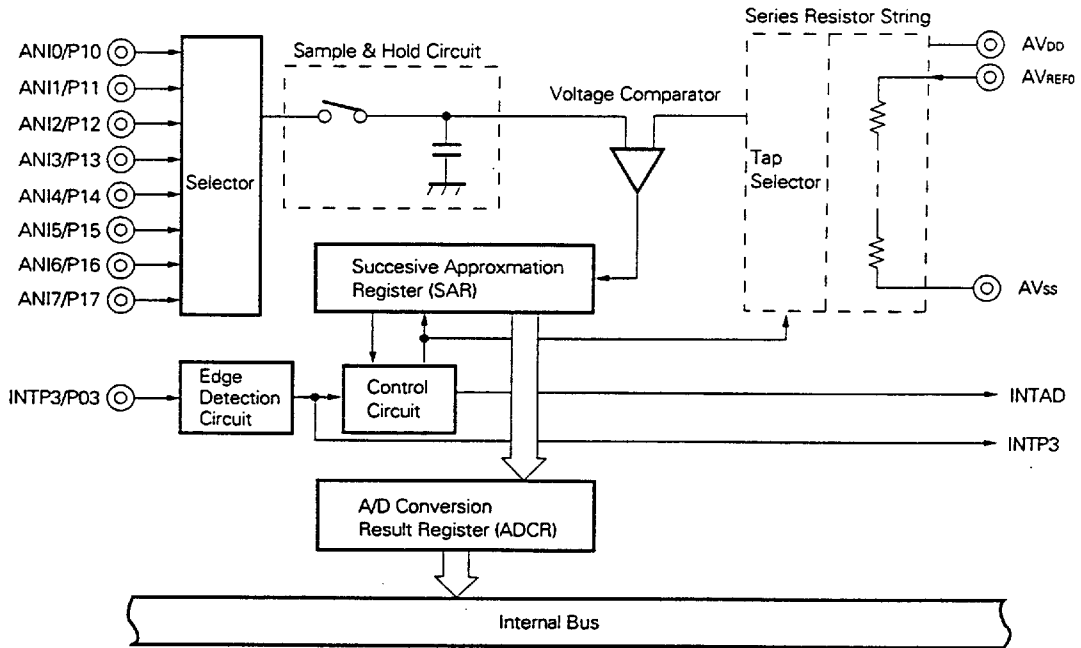 Series Resistor String
ANI0/P10
Sample & Hold Circuit
AVDD
AVREF0
ANI1/P11
Voltage Comparator
ANI2/P12
ANI3/P13
Tap
Selector
Selector
ANI4/P14
ANI5/P15
ANI6/P16
Succesive Approxmation
Register (SAR)
ANI7/P17
AVSS
INTP3/P03
Edge
Detection
Circuit
Control
Circuit
INTAD
INTP3
A/D Conversion
Result Register (ADCR)
Internal Bus